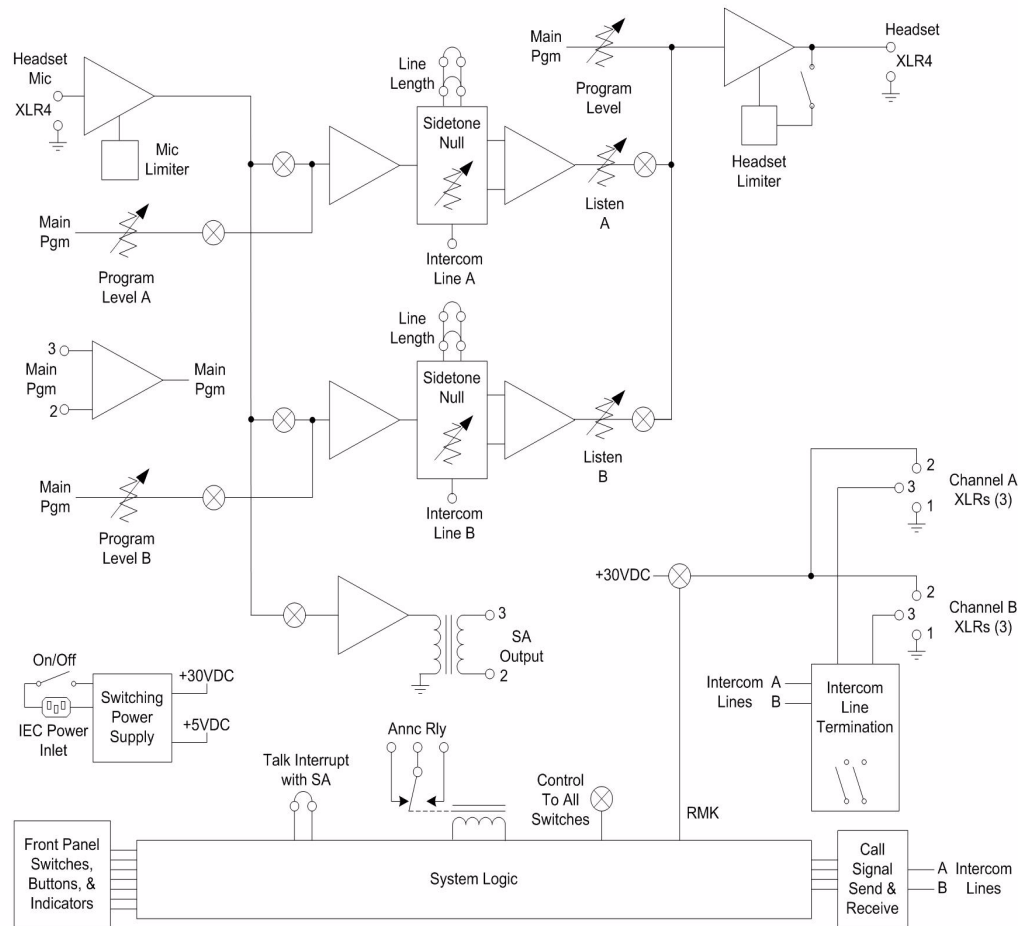 Headset
Mic
XLR4
Mic
Limiter
Main
Pgm
Program
Level A
Line
Length
Sidetone
Null
Intercom
Line A
Listen
A
Main
Pgm
Program
Level
Headset
XLR4
Headset
Limiter
3
Main
Pgm
2
Main
Pgm
Main
Pgm
Program
Level B
Line
Length
Sidetone
Null
Intercom
Line B
Listen
B
2
3
1
Channel A
XLRs (3)
+30VDC
2
3
1
Channel B
XLRs (3)
3
SA
Output
2
On/Off
IEC Power
Inlet
Switching
Power
Supply
+30VDC
+5VDC
Intercom
Lines
A
B
Intercom
Line
Termination
Talk Interrupt
with SA
Annc Rly
Control
To All
Switches
RMK
Front Panel
Switches,
Buttons, &
Indicators
System Logic
Call
Signal
Send &
Receive
A
B
Intercom
Lines